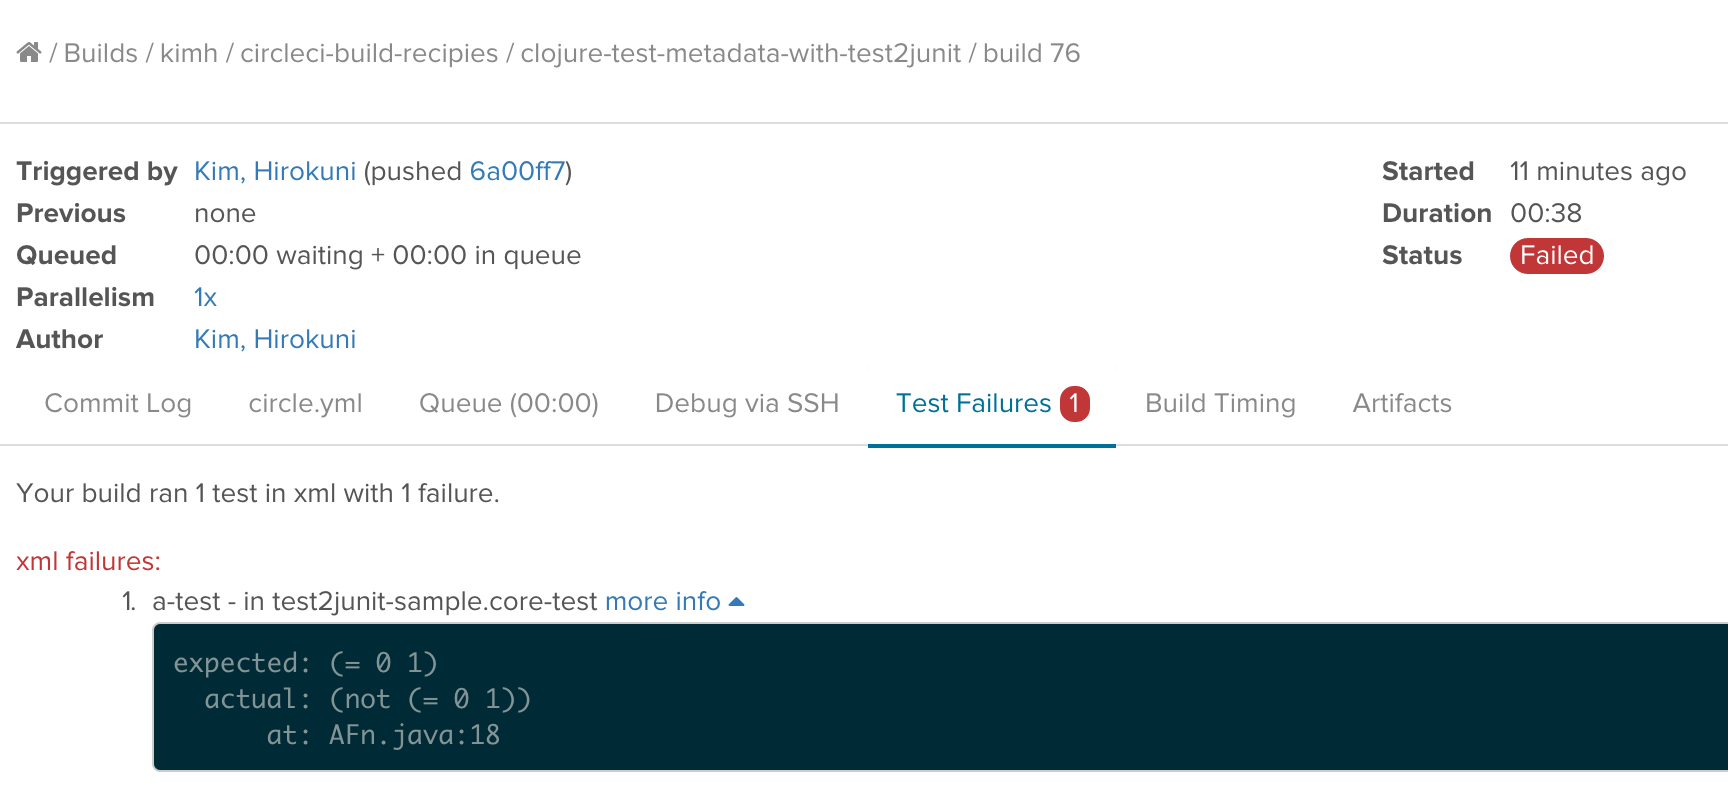 / Builds / kimh / circleci-build-recipies / clojure-test-metadata-with-test2junit / build 76
Triggered by Kim, Hirokuni (pushed 6a00ff7)
Started 11 minutes ago
Previous none
Duration 00:38
Queued 00:00 waiting + 00:00 in queue
Status Failed
Parallelism 1x
Author Kim, Hirokuni
Commit Log circle.yml Queue (00:00) Debug via SSH Test Failures 1 Build Timing Artifacts
Your build ran 1 test in xml with 1 failure.
xml failures:
1. a-test - in test2junit-sample.core-test more info
expected: (= 0 1)
actual: (not (= 0 1))
at: AFn.java:18